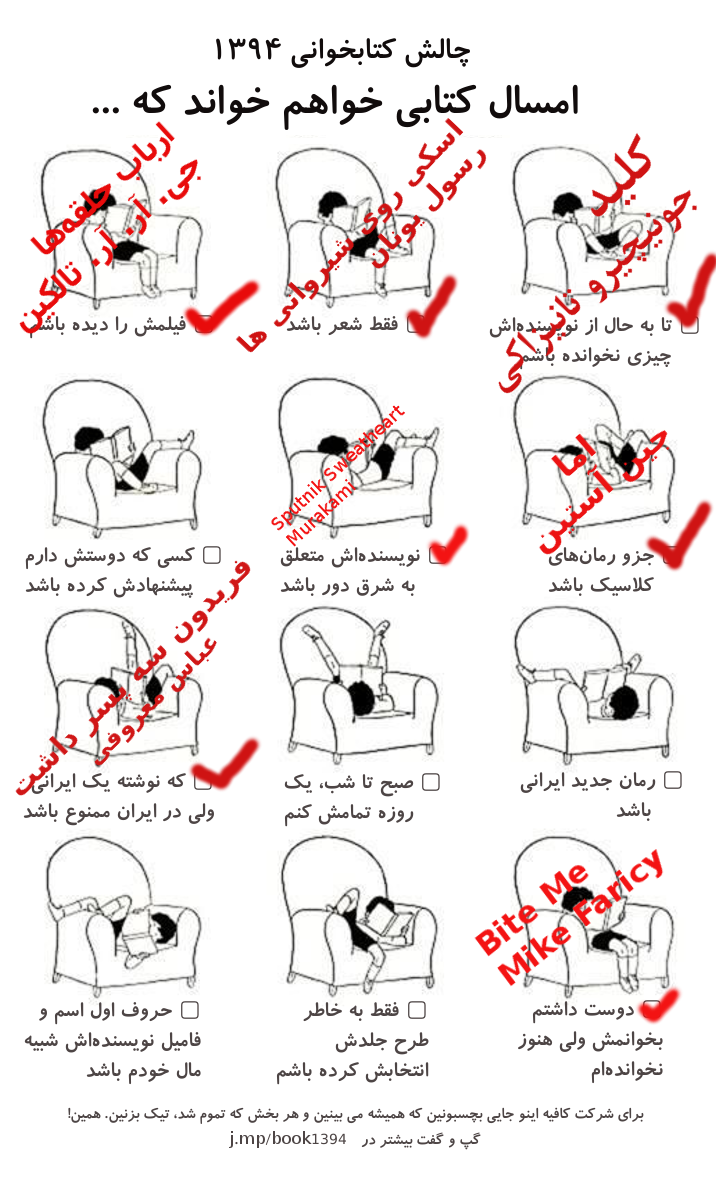 چالش کتابخوانی ۱۳۹۴
امسال کتابی خواهم خواند که ...
کلید
جونیچیرو تانیزاکی
تا به حال از نویسنده‌اش
چیزی نخوانده باشم
اسکی روی شیروانی ها
رسول یونان
فقط شعر باشد
ارباب حلقه‌ها
جی. آر. آر. تالکین
فیلمش را دیده باشم
اما
جین آستین
جزو رمان‌های
کلاسیک باشد
Sputnik Sweatheart
Murakami
نویسنده‌اش متعلق
به شرق دور باشد
کسی که دوستش دارم
پیشنهادش کرده باشد
رمان جدید ایرانی
باشد
صبح تا شب، یک
روزه تمامش کنم
فریدون سه پسر داشت
عباس معروفی
که نوشته یک ایرانی
ولی در ایران ممنوع باشد
Bite Me
Mike Faricy
دوست داشتم
بخوانمش ولی هنوز
نخوانده‌ام
فقط به خاطر
طرح جلدش
انتخابش کرده باشم
حروف اول اسم و
فامیل نویسنده‌اش شبیه
مال خودم باشد
برای شرکت کافیه اینو جایی بچسبونین که همیشه می بینین و هر بخش که تموم شد، تیک بزنین. همین!
گپ و گفت بیشتر در j.mp/book1394